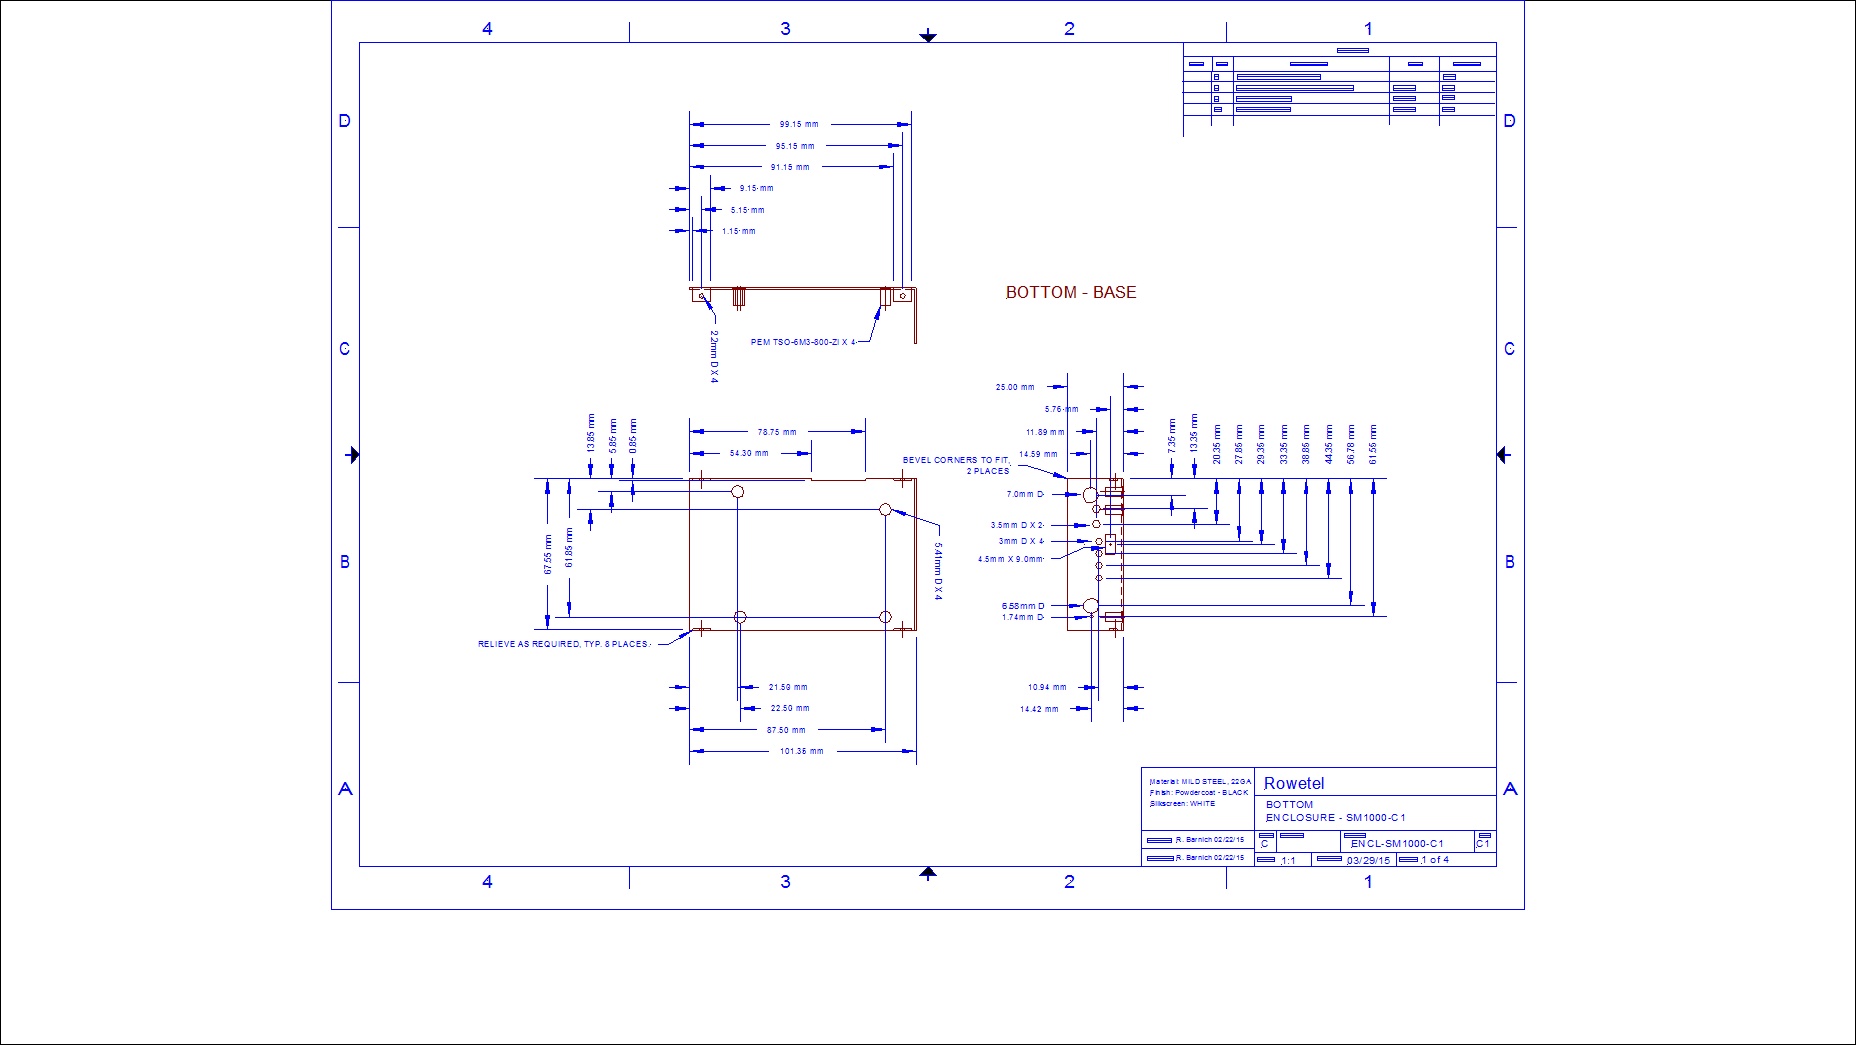 4 3 2 1
D D
99.15 mm
95.15 mm
91.15 mm
9.15 mm
5.15 mm
1.15 mm
BOTTOM - BASE
2.2mm D X 4
PEM TSO-6M3-800-ZI X 4
C C
25.00 mm
5.76 mm
11.89 mm
14.59 mm
13.85 mm
5.85 mm
0.85 mm
78.75 mm
54.30 mm
7.35 mm
13.35 mm
20.35 mm
27.85 mm
29.35 mm
33.35 mm
38.85 mm
44.35 mm
56.78 mm
61.55 mm
BEVEL CORNERS TO FIT,
2 PLACES
7.0mm D
3.5mm D X 2
3mm D X 4
4.5mm X 9.0mm
6.58mm D
1.74mm D
67.55 mm
61.85 mm
5.41mm D X 4
B B
RELIEVE AS REQUIRED, TYP. 8 PLACES
21.50 mm
22.50 mm
87.50 mm
101.35 mm
10.94 mm
14.42 mm
A A
Material: MILD STEEL, 22GA
Finish: Powdercoat - BLACK
Silkscreen: WHITE
Rowetel
BOTTOM
ENCLOSURE - SM1000-C1
R. Barnich 02/22/15
C ENCL-SM1000-C1 C1
R. Barnich 02/22/15
1:1 03/29/15 1 of 4
4 3 2 1